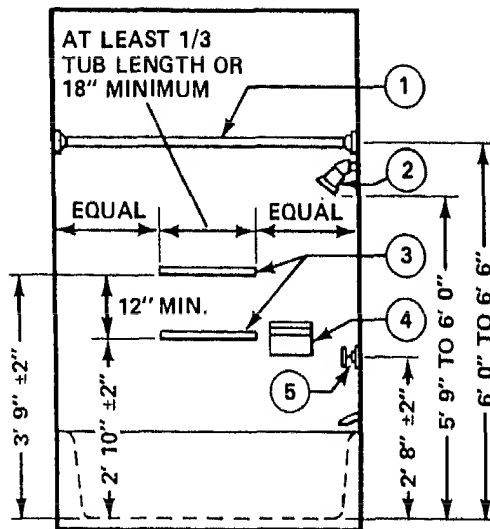 AT LEAST 1/3
TUB LENGTH OR
18" MINIMUM
1
2
EQUAL
EQUAL
3
12" MIN.
4
5
3' 9" ±2"
2' 10" ±2"
2' 8" ±2"
5' 9" TO 6' 0"
6' 0" TO 6' 6"